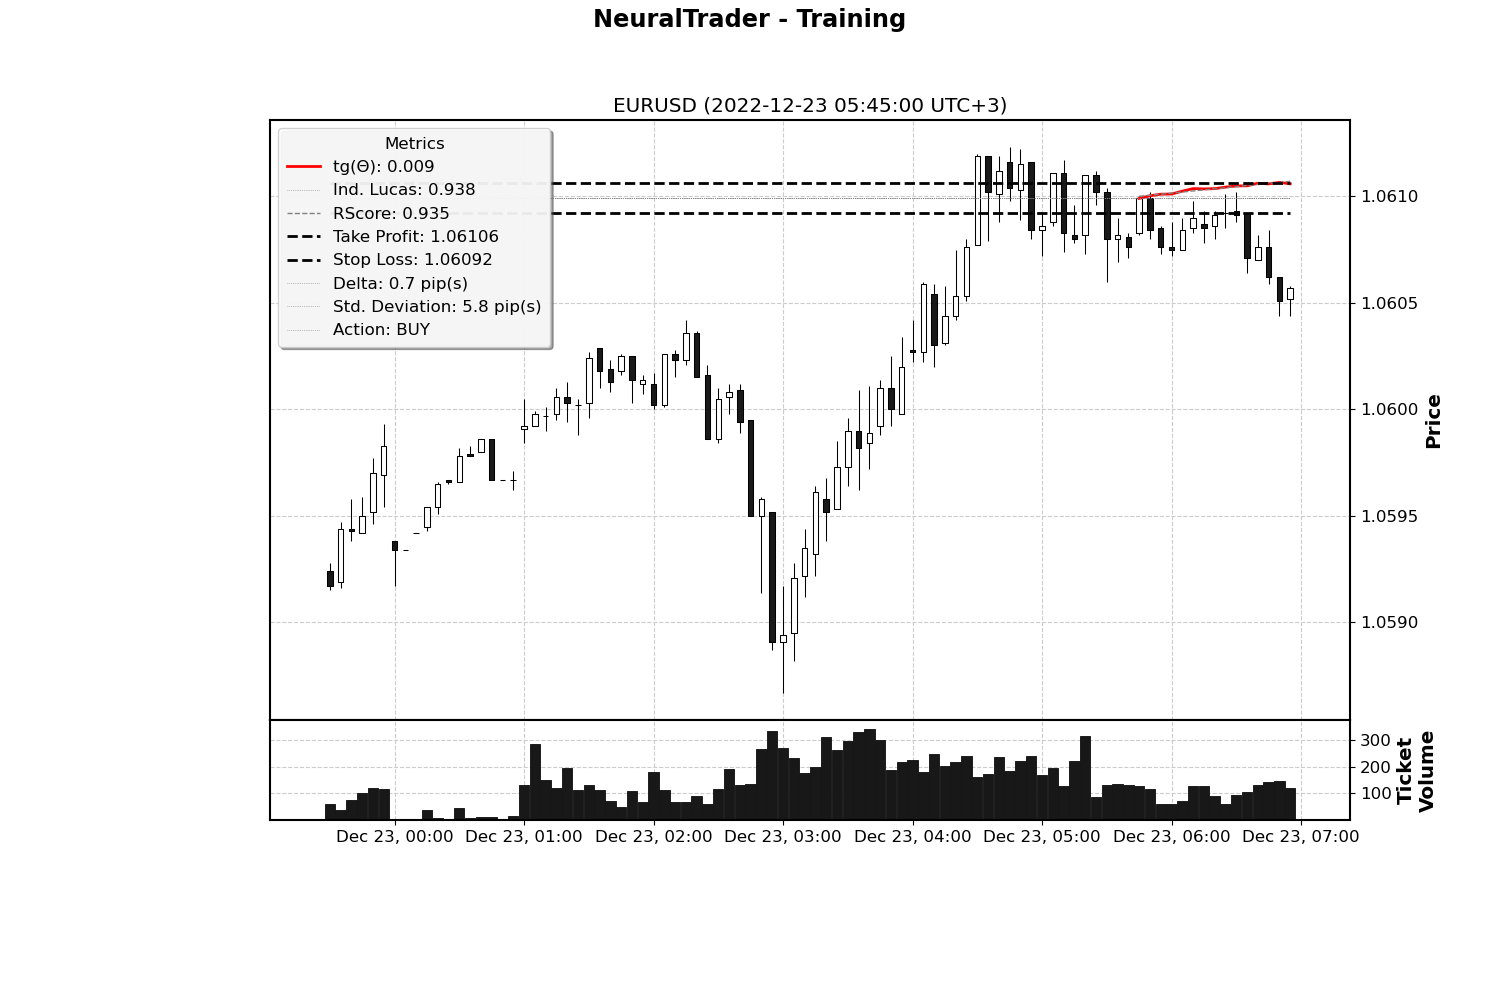 NeuralTrader - Training
EURUSD (2022-12-23 05:45:00 UTC+3)
Metrics
tg(Θ): 0.009
Ind. Lucas: 0.938
RScore: 0.935
Take Profit: 1.06106
Stop Loss: 1.06092
Delta: 0.7 pip(s)
Std. Deviation: 5.8 pip(s)
Action: BUY
1.0610
1.0605
1.0600
1.0595
1.0590
Price
300
200
100
Ticket
Volume
Dec 23, 00:00 Dec 23, 01:00 Dec 23, 02:00 Dec 23, 03:00 Dec 23, 04:00 Dec 23, 05:00 Dec 23, 06:00 Dec 23, 07:00